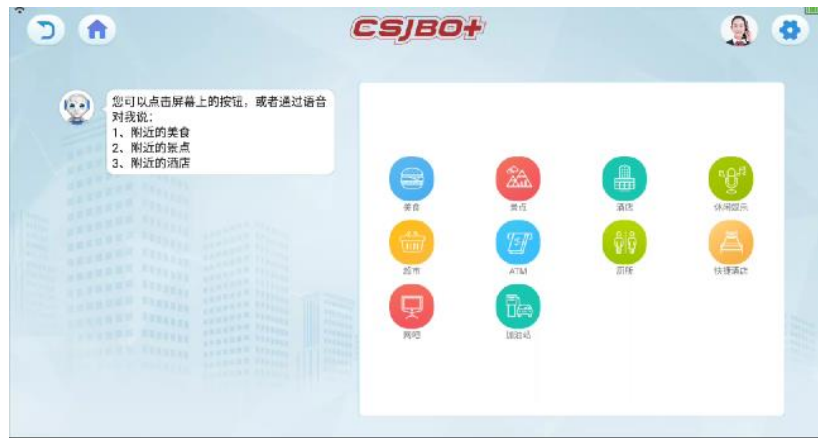 CSJBO+
您可以点击屏幕上的按钮，或者通过语音
对我说：
1、附近的美食
2、附近的景点
3、附近的酒店
美食
景点
酒店
休闲娱乐
超市
ATM
厕所
快捷酒店
网吧
加油站